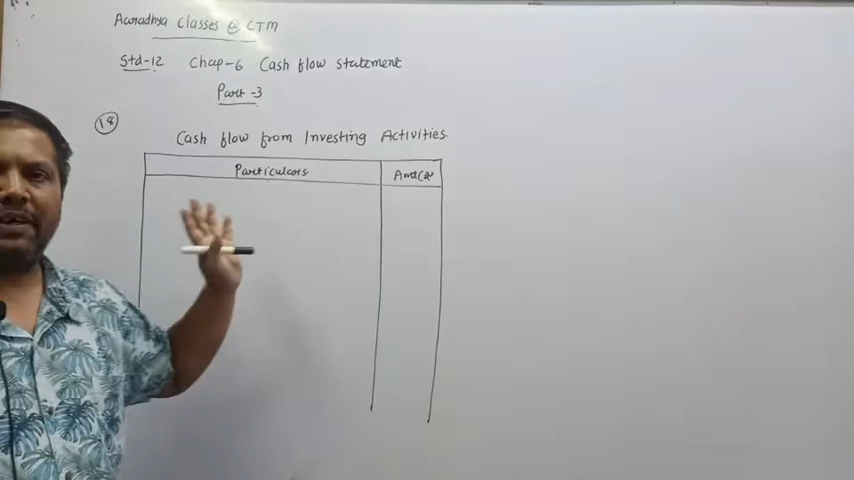 Auradhya Classes @ CTM
Std-12 Chap-6 Cash flow statement
Part-3
18
Cash flow from Investing Activities
Particulars Amt(₹)